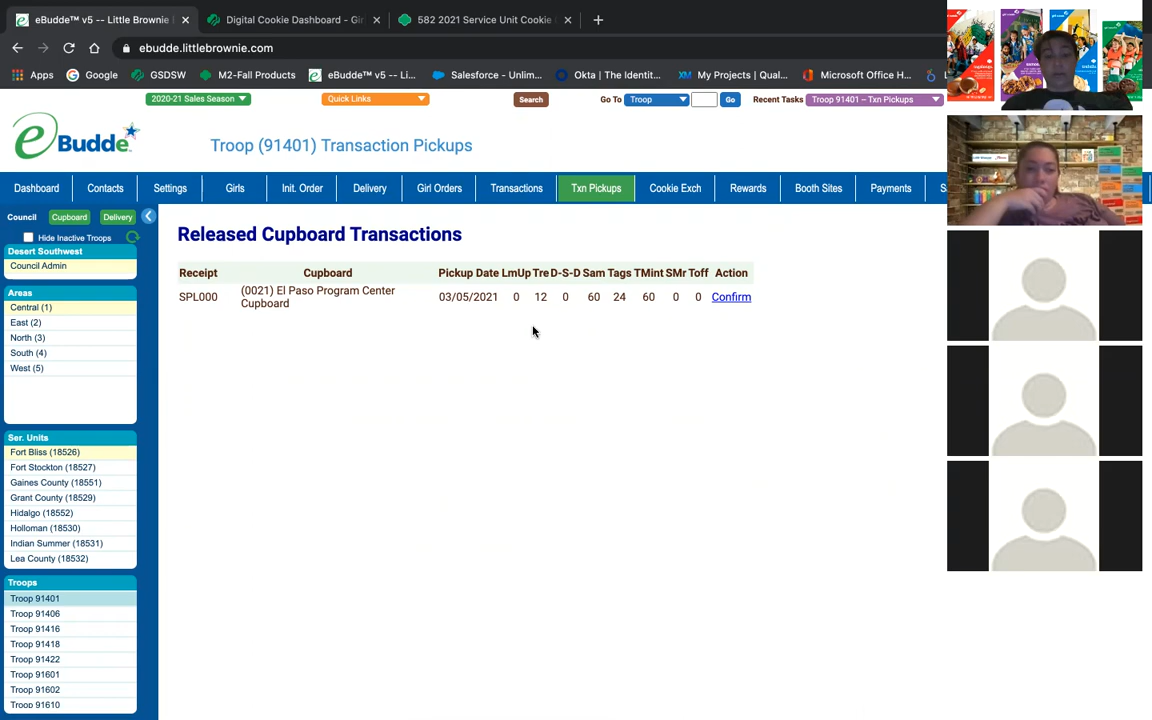 eBudde™ v5 -- Little Brownie
Digital Cookie Dashboard - Gir
582 2021 Service Unit Cookie
ebudde.littlebrownie.com
Apps
Google
GSDSW
M2-Fall Products
eBudde™ v5 -- Li...
Salesforce - Unlim...
Okta | The Identit...
XM My Projects | Qual...
Microsoft Office H...
2020-21 Sales Season
Quick Links
Search
Go To
Troop
Go
Recent Tasks
Troop 91401 -- Txn Pickups
eBudde
Troop (91401) Transaction Pickups
Dashboard
Contacts
Settings
Girls
Init. Order
Delivery
Girl Orders
Transactions
Txn Pickups
Cookie Exch
Rewards
Booth Sites
Payments
S
Council
Cupboard
Delivery
Hide Inactive Troops
Desert Southwest
Council Admin
Areas
Central (1)
East (2)
North (3)
South (4)
West (5)
Ser. Units
Fort Bliss (18526)
Fort Stockton (18527)
Gaines County (18551)
Grant County (18529)
Hidalgo (18552)
Holloman (18530)
Indian Summer (18531)
Lea County (18532)
Troops
Troop 91401
Troop 91406
Troop 91416
Troop 91418
Troop 91422
Troop 91601
Troop 91602
Troop 91610
Released Cupboard Transactions
Receipt Cupboard Pickup Date LmUp Tre D-S-D Sam Tags TMint SMr Toff Action
SPL000 (0021) El Paso Program Center Cupboard 03/05/2021 0 12 0 60 24 60 0 0 Confirm